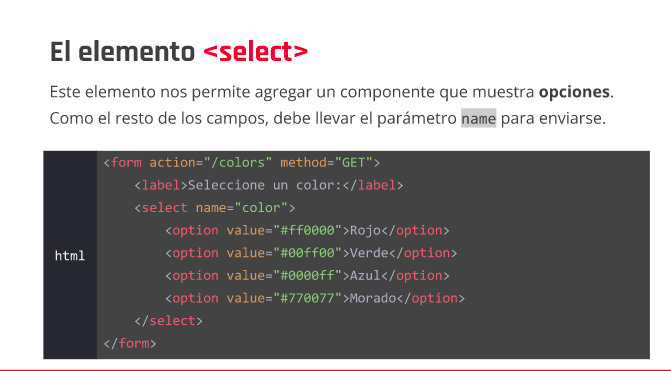 El elemento <select>
Este elemento nos permite agregar un componente que muestra opciones.
Como el resto de los campos, debe llevar el parámetro name para enviarse.
html
<form action="/colors" method="GET">
    <label>Seleccione un color:</label>
    <select name="color">
        <option value="#ff0000">Rojo</option>
        <option value="#00ff00">Verde</option>
        <option value="#0000ff">Azul</option>
        <option value="#770077">Morado</option>
    </select>
</form>